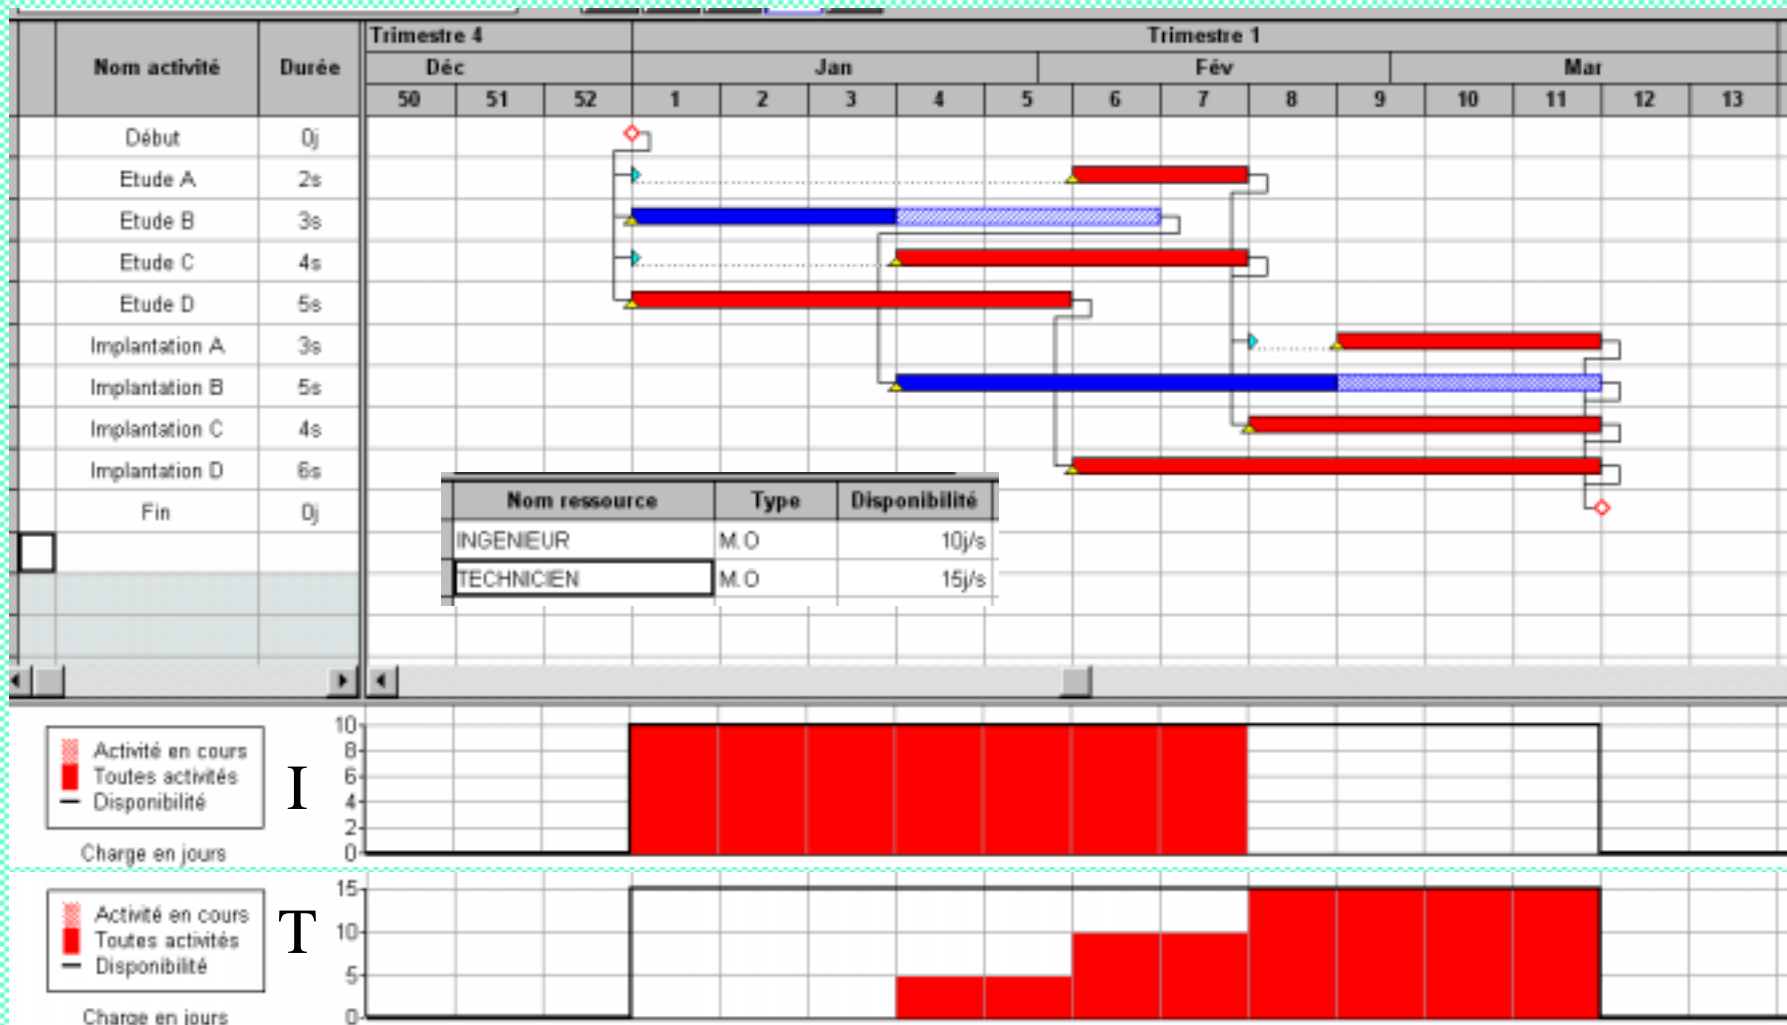 Trimestre 4 Trimestre 1
Nom activité Durée Déc Jan Fév Mar
50 51 52 1 2 3 4 5 6 7 8 9 10 11 12 13
Début 0j
Etude A 2s
Etude B 3s
Etude C 4s
Etude D 5s
Implantation A 3s
Implantation B 5s
Implantation C 4s
Implantation D 6s
Fin 0j
Nom ressource Type Disponibilité
INGENIEUR M.O 10j/s
TECHNICIEN M.O 15j/s
Activité en cours
Toutes activités
Disponibilité
Charge en jours
I
10
8
6
4
2
0
Activité en cours
Toutes activités
Disponibilité
Charge en jours
T
15
10
5
0